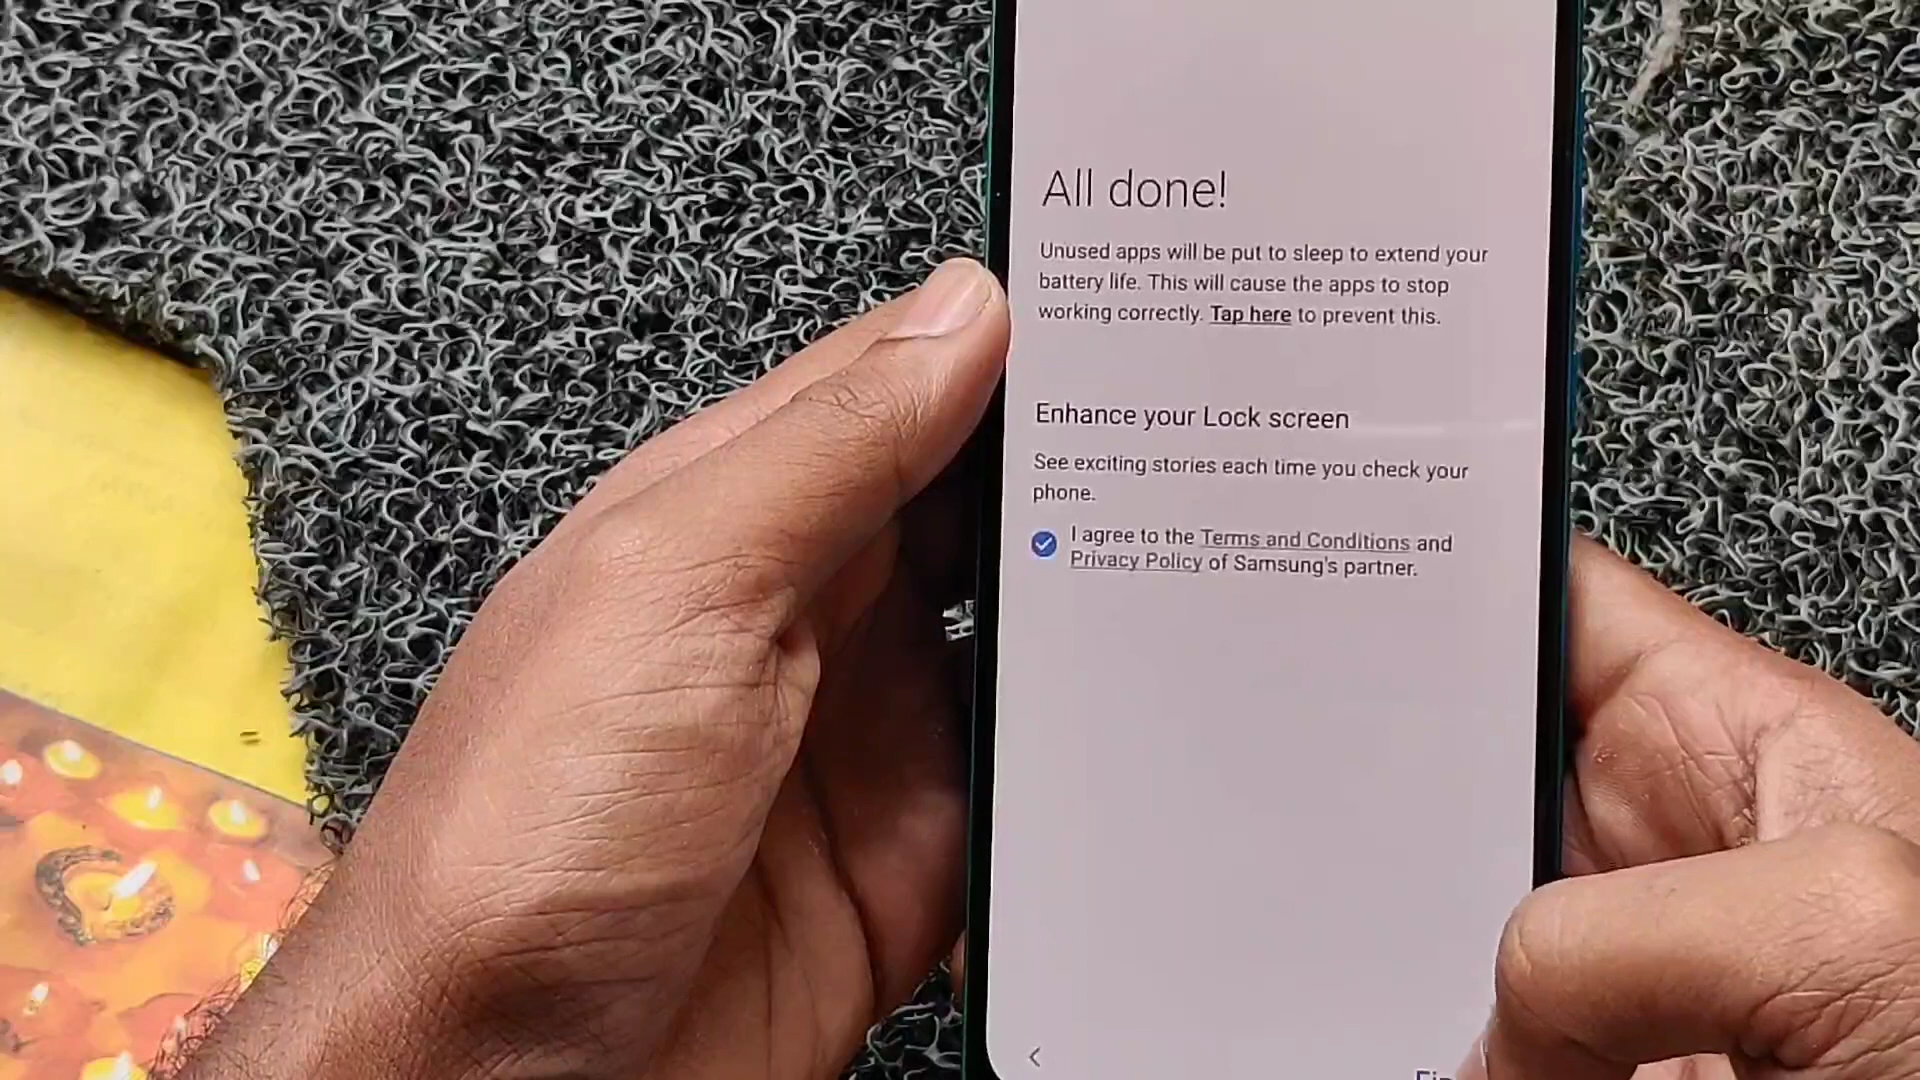 All done!
Unused apps will be put to sleep to extend your
battery life. This will cause the apps to stop
working correctly. Tap here to prevent this.
Enhance your Lock screen
See exciting stories each time you check your
phone.
I agree to the Terms and Conditions and
Privacy Policy of Samsung's partner.